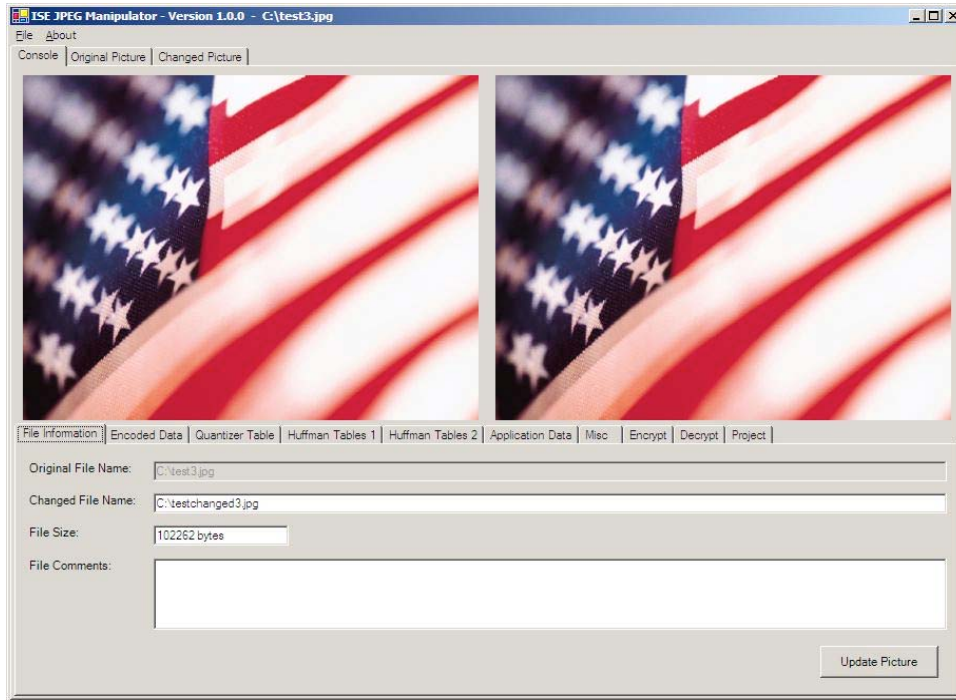 ISE JPEG Manipulator - Version 1.0.0 - C:\test3.jpg
File About
Console Original Picture Changed Picture
File Information Encoded Data Quantizer Table Huffman Tables 1 Huffman Tables 2 Application Data Misc Encrypt Decrypt Project
Original File Name: C:\test3.jpg
Changed File Name: C:\testchanged3.jpg
File Size: 102262 bytes
File Comments:
Update Picture